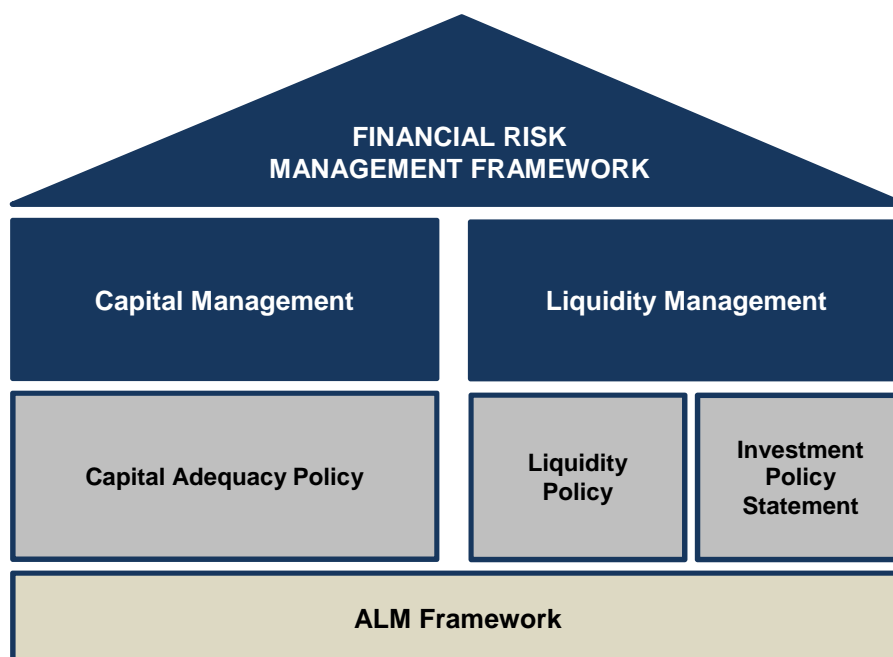 FINANCIAL RISK
MANAGEMENT FRAMEWORK
Capital Management
Liquidity Management
Capital Adequacy Policy
Liquidity
Policy
Investment
Policy
Statement
ALM Framework